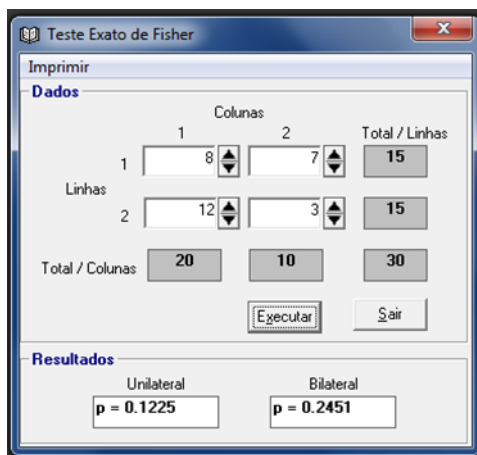 Teste Exato de Fisher
Imprimir
Dados
Colunas
1 2 Total / Linhas
1 8 7 15
Linhas
2 12 3 15
Total / Colunas 20 10 30
Executar Sair
Resultados
Unilateral Bilateral
p = 0.1225 p = 0.2451